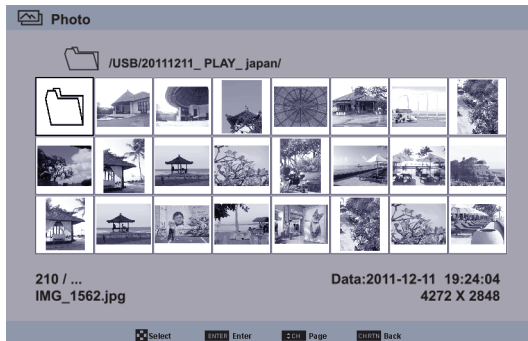 Photo
/USB/20111211_ PLAY_ japan/
210 / ...
Data:2011-12-11 19:24:04
IMG_1562.jpg
4272 X 2848
Select ENTER Enter CH Page CHRTN Back